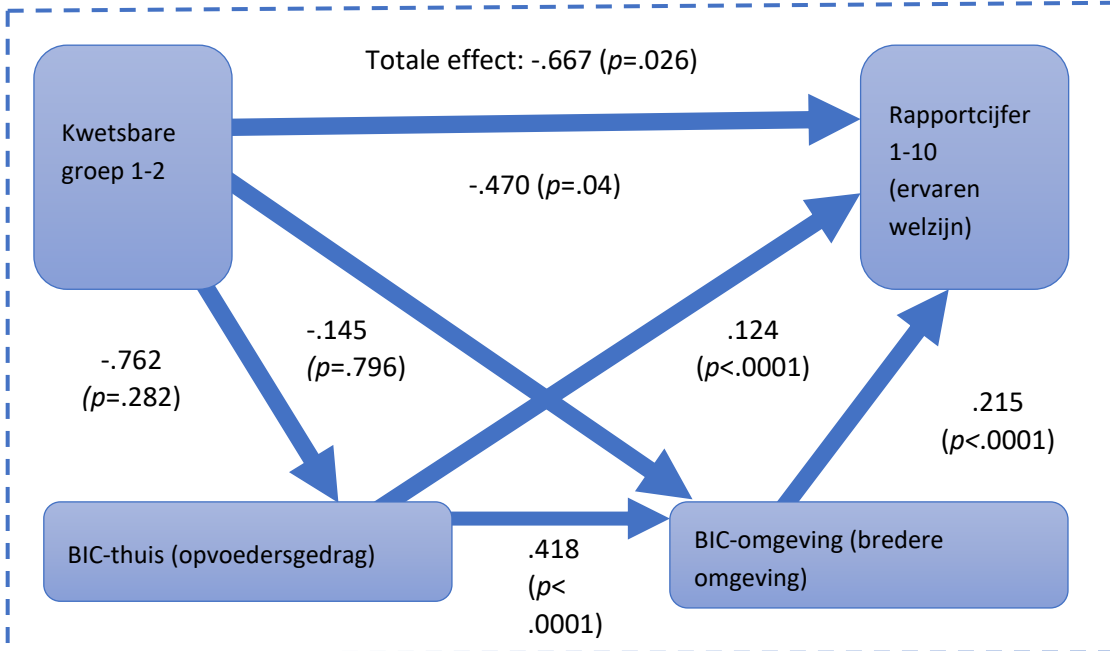 Totale effect: -.667 (p=.026)
Kwetsbare
groep 1-2
Rapportcijfer
1-10
(ervaren
welzijn)
-.470 (p=.04)
-.145
(p=.796)
.124
(p<.0001)
-.762
(p=.282)
.215
(p<.0001)
BIC-thuis (opvoedersgedrag)
.418
(p<
.0001)
BIC-omgeving (bredere
omgeving)